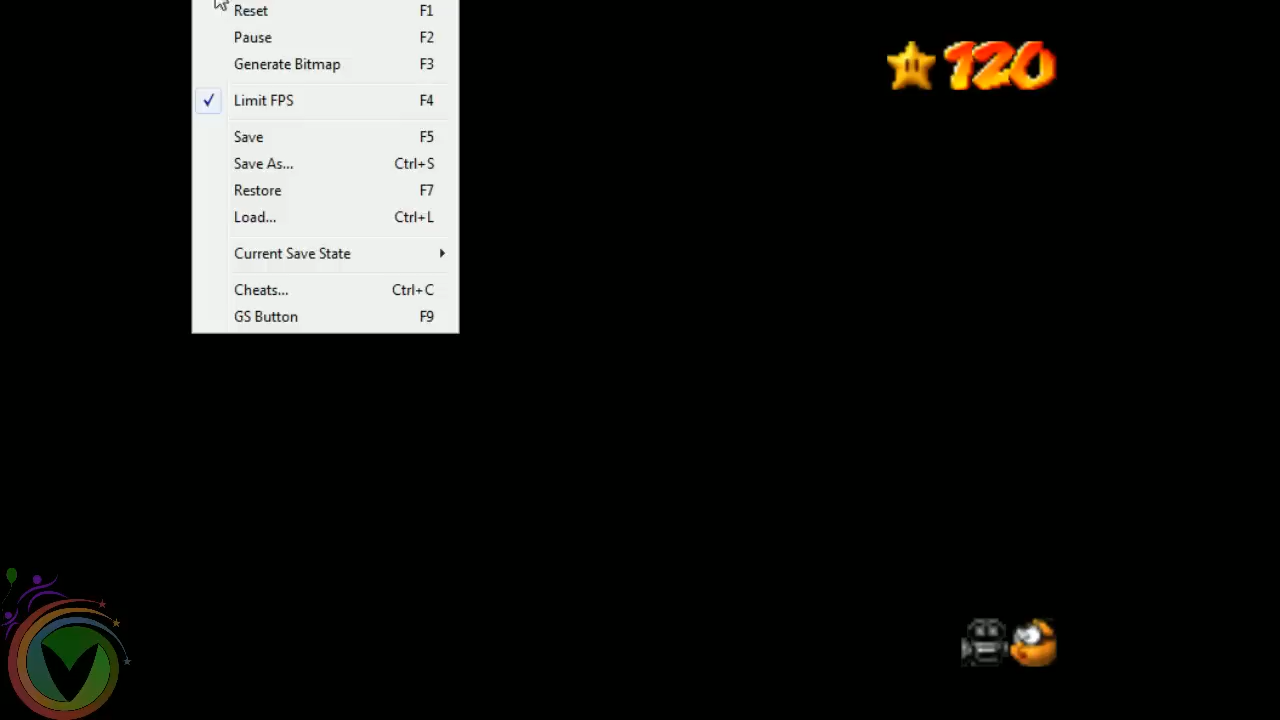 Reset F1
Pause F2
Generate Bitmap F3
Limit FPS F4
Save F5
Save As... Ctrl+S
Restore F7
Load... Ctrl+L
Current Save State
Cheats... Ctrl+C
GS Button F9
120